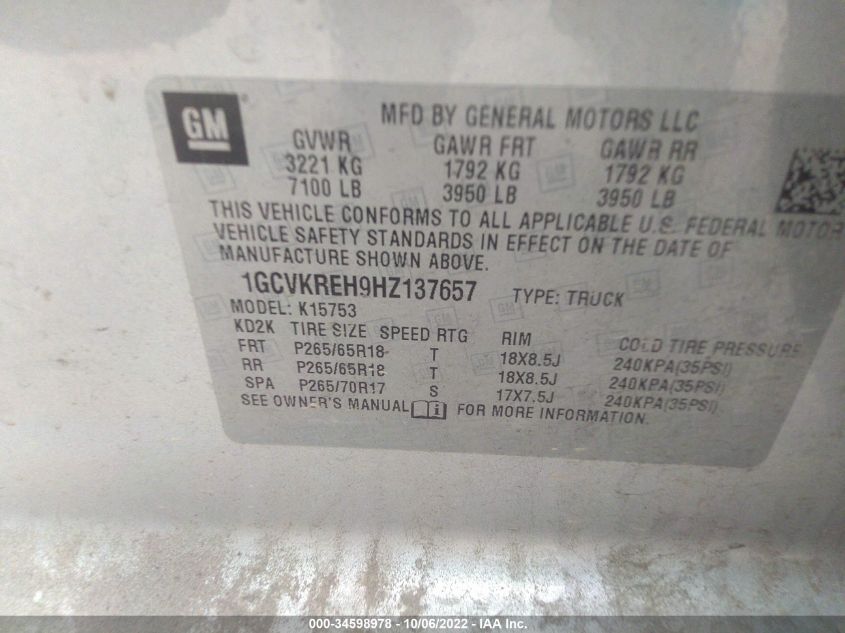 GM
MFD BY GENERAL MOTORS LLC
GVWR GAWR FRT GAWR RR
3221 KG 1792 KG 1792 KG
7100 LB 3950 LB 3950 LB
THIS VEHICLE CONFORMS TO ALL APPLICABLE U.S. FEDERAL MOTOR
VEHICLE SAFETY STANDARDS IN EFFECT ON THE DATE OF
MANUFACTURE SHOWN ABOVE.
1GCVKREH9HZ137657 TYPE: TRUCK
MODEL: K15753
KD2K TIRE SIZE SPEED RTG RIM COLD TIRE PRESSURE
FRT P265/65R18 T 18X8.5J 240KPA(35PSI)
RR P265/65R18 T 18X8.5J 240KPA(35PSI)
SPA P265/70R17 S 17X7.5J 240KPA(35PSI)
SEE OWNER'S MANUAL FOR MORE INFORMATION.
000-34598978 - 10/06/2022 - IAA Inc.